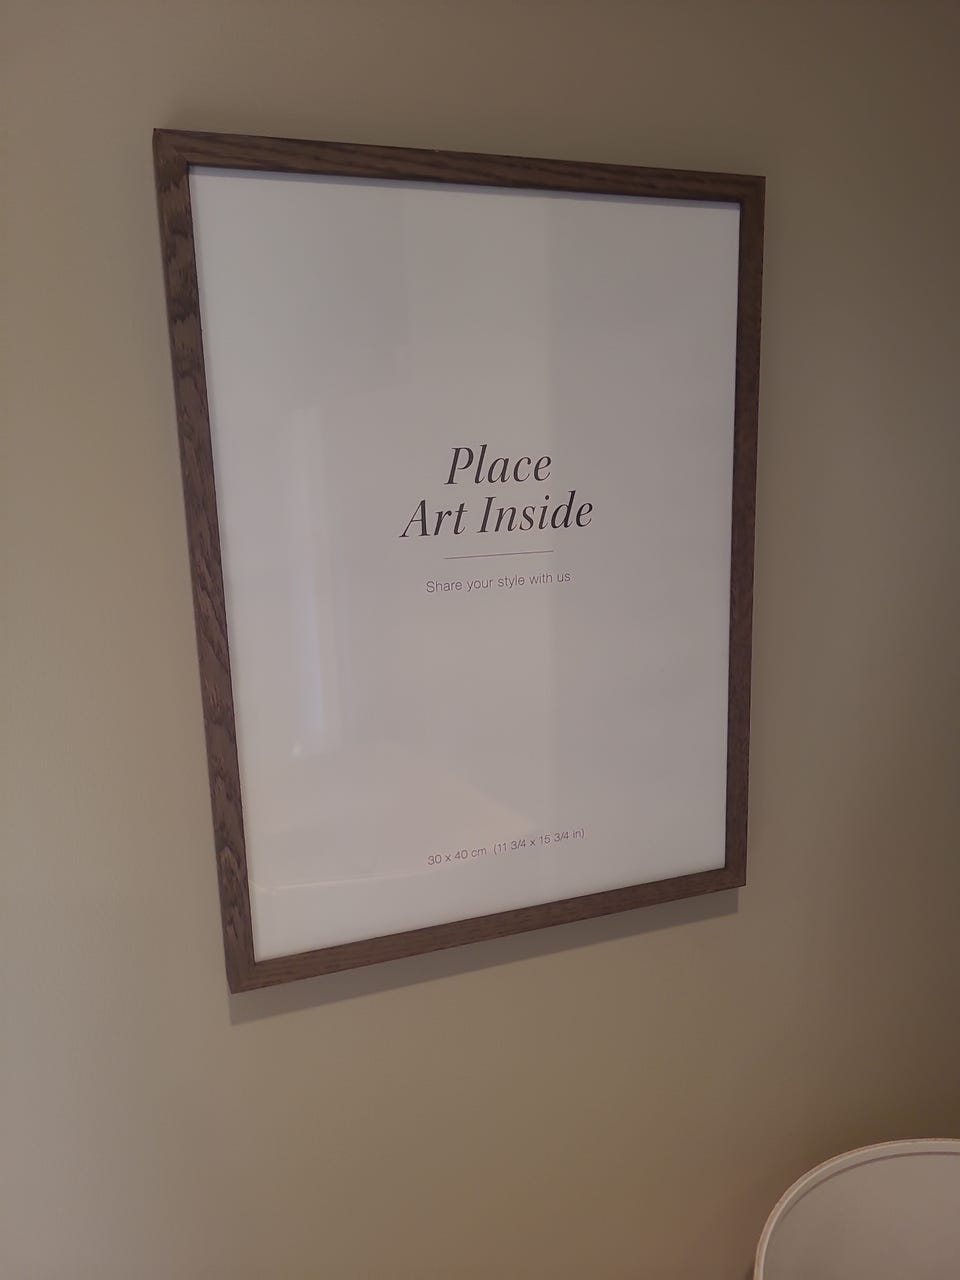 Place
Art Inside
Share your style with us
30 x 40 cm (11 3/4 x 15 3/4 in)